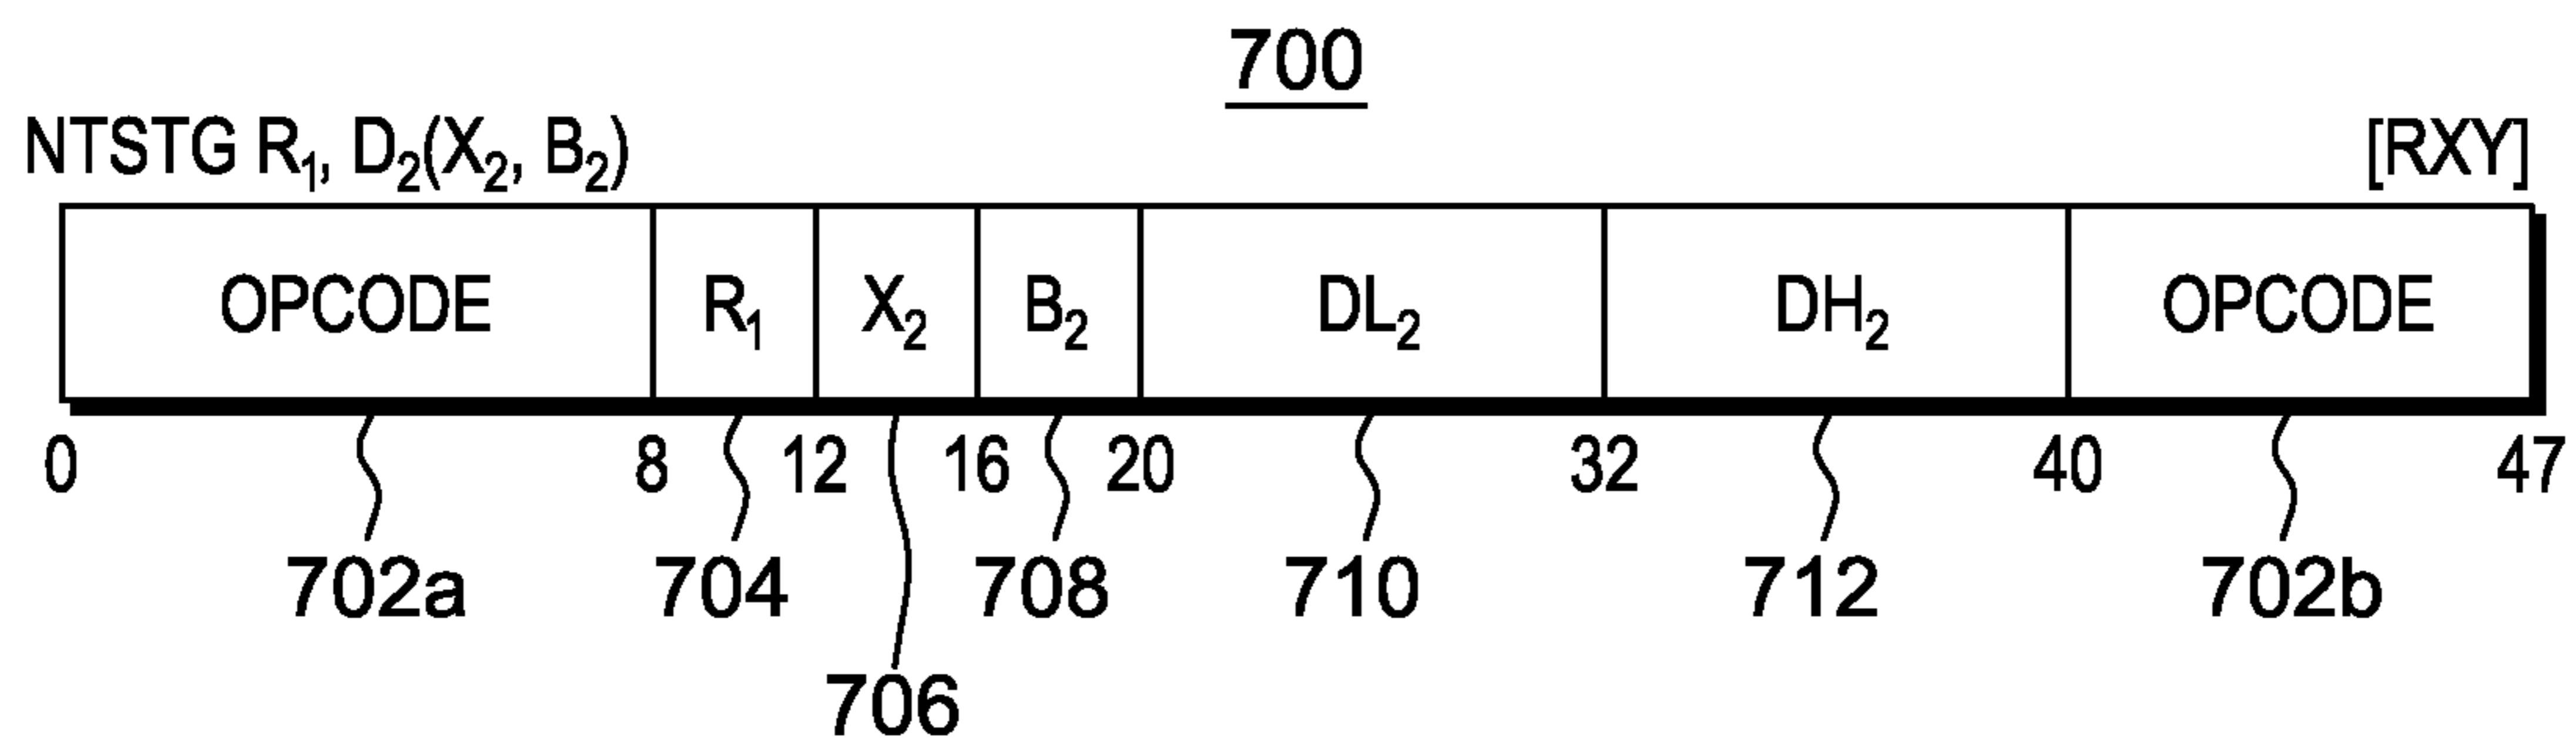 700
NTSTG R₁, D₂(X₂, B₂) [RXY]
OPCODE R₁ X₂ B₂ DL₂ DH₂ OPCODE
0 8 12 16 20 32 40 47
702a 704 708 710 712 702b
706